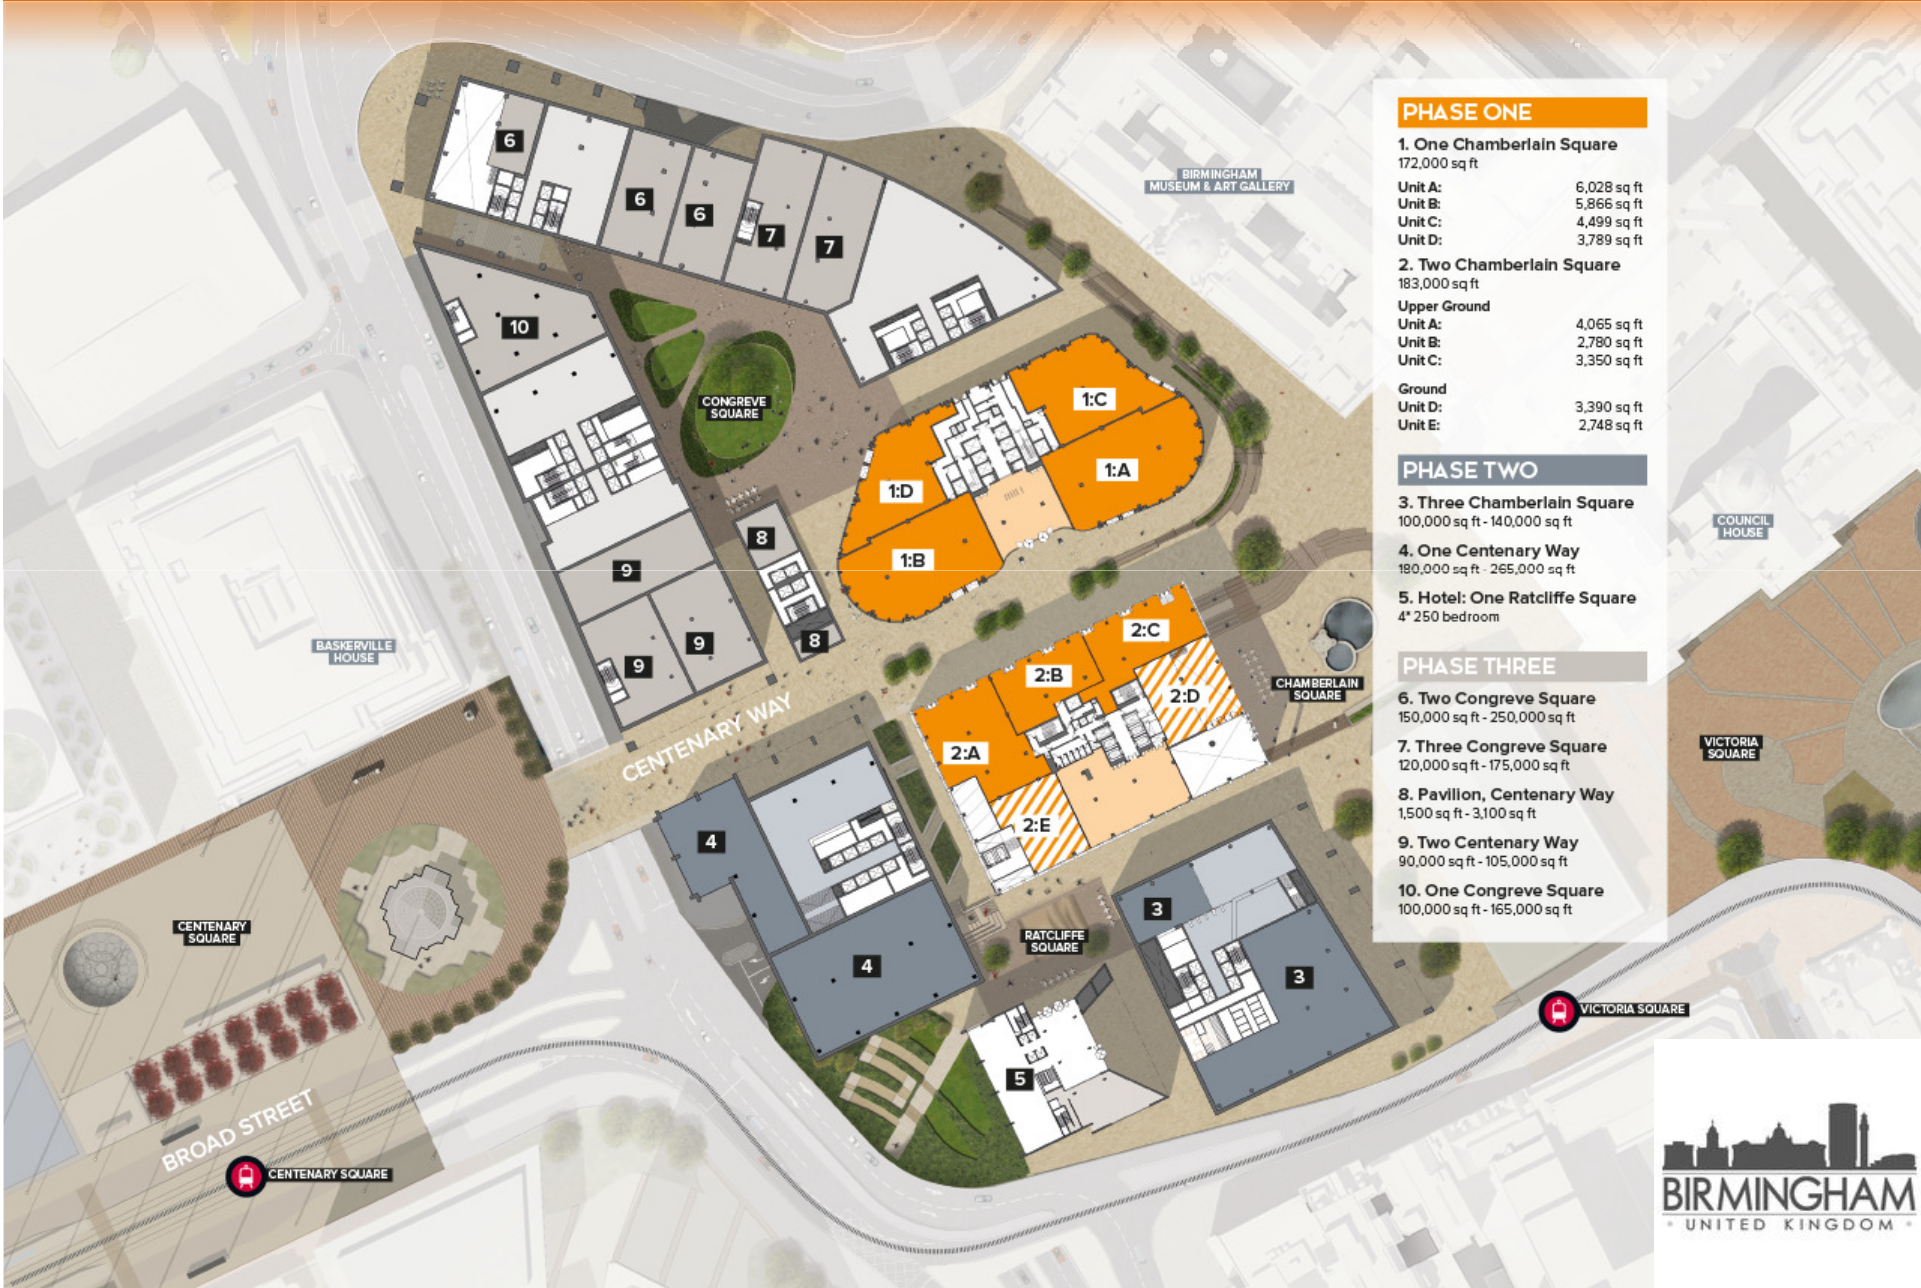 PHASE ONE
1. One Chamberlain Square
172,000 sq ft
Unit A: 6,028 sq ft
Unit B: 5,866 sq ft
Unit C: 4,499 sq ft
Unit D: 3,789 sq ft
2. Two Chamberlain Square
183,000 sq ft
Upper Ground
Unit A: 4,065 sq ft
Unit B: 2,780 sq ft
Unit C: 3,350 sq ft
Ground
Unit D: 3,390 sq ft
Unit E: 2,748 sq ft
PHASE TWO
3. Three Chamberlain Square
100,000 sq ft - 140,000 sq ft
4. One Centenary Way
180,000 sq ft - 265,000 sq ft
5. Hotel: One Ratcliffe Square
4* 250 bedroom
PHASE THREE
6. Two Congreve Square
150,000 sq ft - 250,000 sq ft
7. Three Congreve Square
120,000 sq ft - 175,000 sq ft
8. Pavilion, Centenary Way
1,500 sq ft - 3,100 sq ft
9. Two Centenary Way
90,000 sq ft - 105,000 sq ft
10. One Congreve Square
100,000 sq ft - 165,000 sq ft
BIRMINGHAM
MUSEUM & ART GALLERY
6
6
6
7
7
10
CONGREVE
SQUARE
1:C
1:A
1:D
1:B
8
8
9
9
9
BASKERVILLE
HOUSE
COUNCIL
HOUSE
2:C
2:B
2:D
2:A
2:E
CHAMBERLAIN
SQUARE
VICTORIA
SQUARE
CENTENARY WAY
4
4
3
3
CENTENARY
SQUARE
RATCLIFFE
SQUARE
5
VICTORIA SQUARE
BROAD STREET
CENTENARY SQUARE
BIRMINGHAM
UNITED KINGDOM